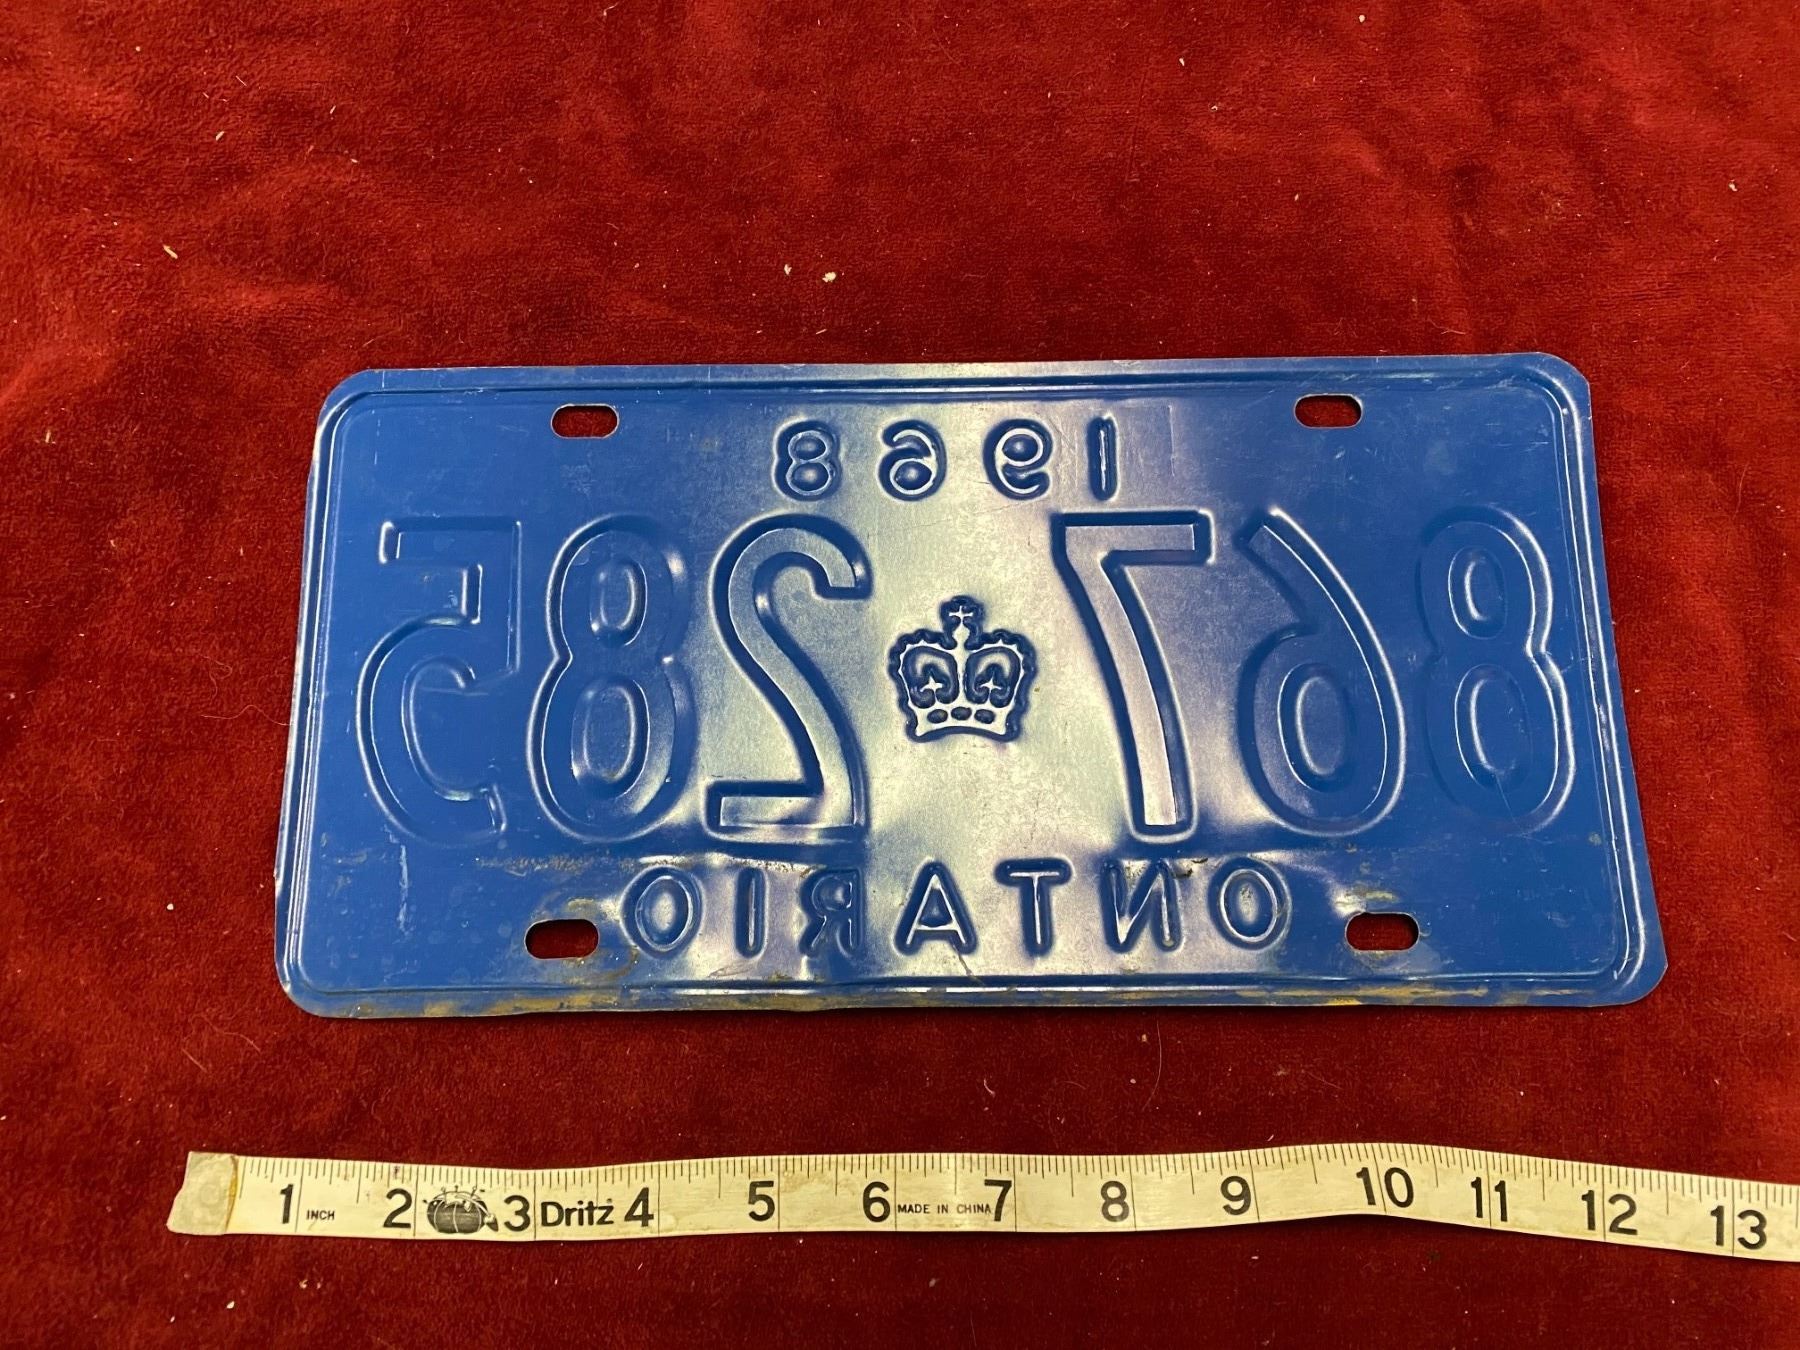 1968
867 285
ONTARIO
1 INCH 2 3 Dritz 4 5 6 MADE IN CHINA 7 8 9 10 11 12 13